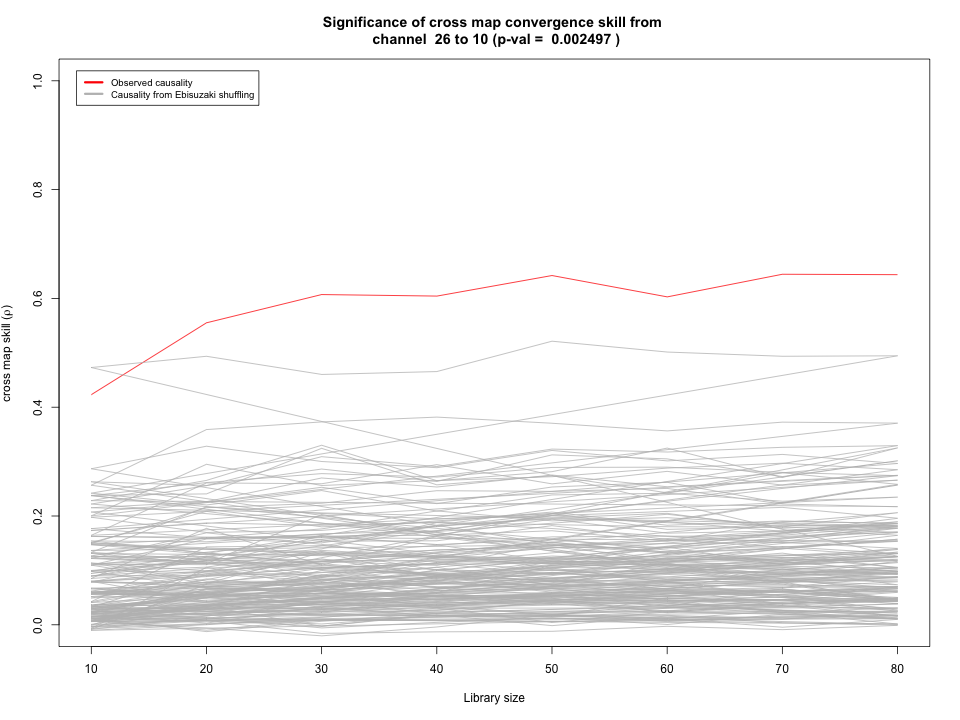 Significance of cross map convergence skill from
channel  26 to 10 (p-val =  0.002497 )
Observed causality
Causality from Ebisuzaki shuffling
cross map skill (ρ)
1.0
0.8
0.6
0.4
0.2
0.0
10 20 30 40 50 60 70 80
Library size